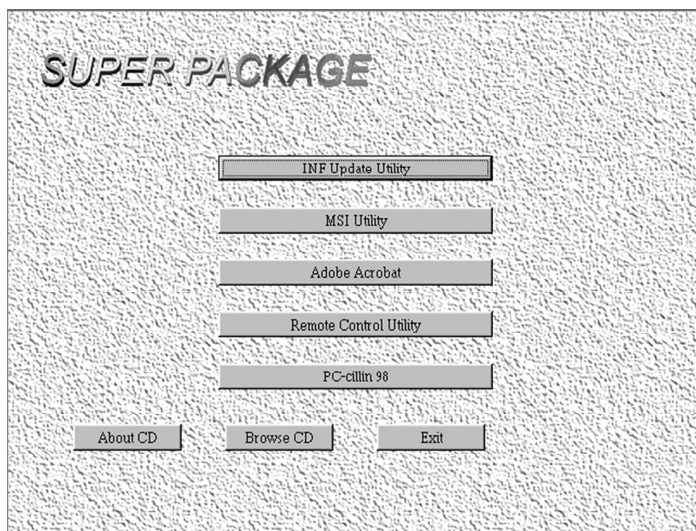 SUPER PACKAGE
INF Update Utility
MSI Utility
Adobe Acrobat
Remote Control Utility
PC-cillin 98
About CD
Browse CD
Exit